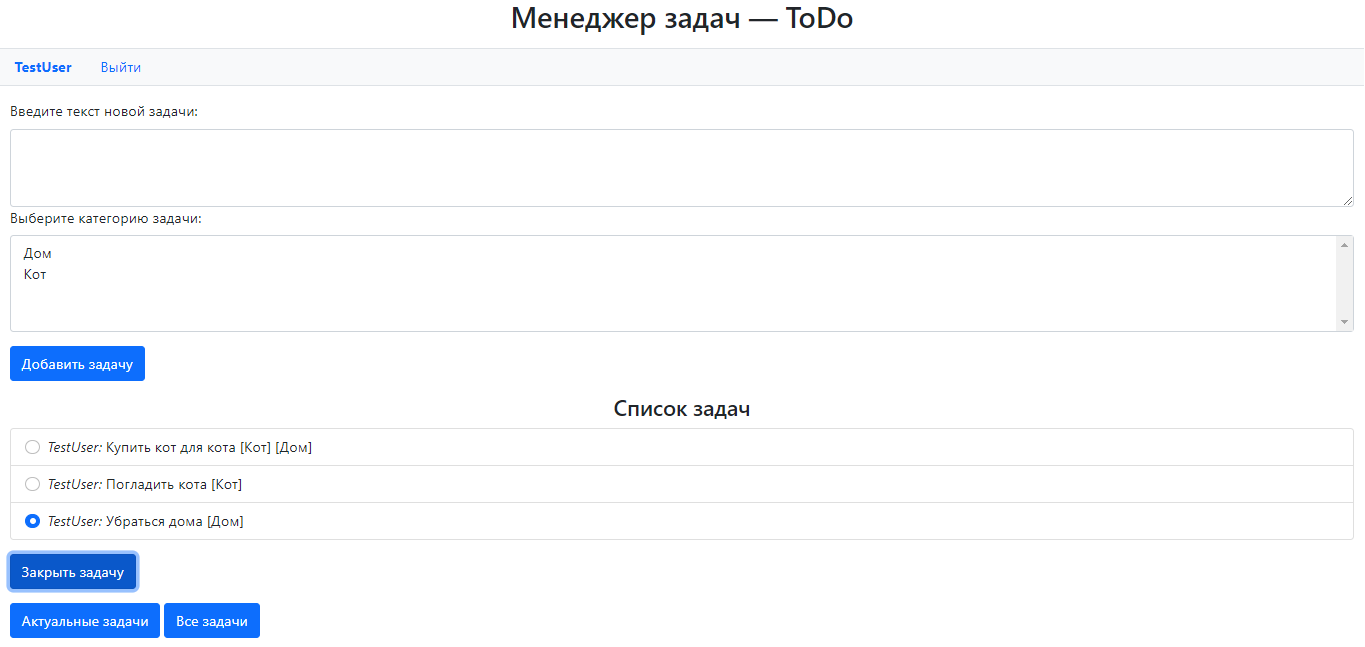 Менеджер задач — ToDo
TestUser Выйти
Введите текст новой задачи:
Выберите категорию задачи:
Дом
Кот
Добавить задачу
Список задач
TestUser: Купить кот для кота [Кот] [Дом]
TestUser: Погладить кота [Кот]
TestUser: Убраться дома [Дом]
Закрыть задачу
Актуальные задачи Все задачи